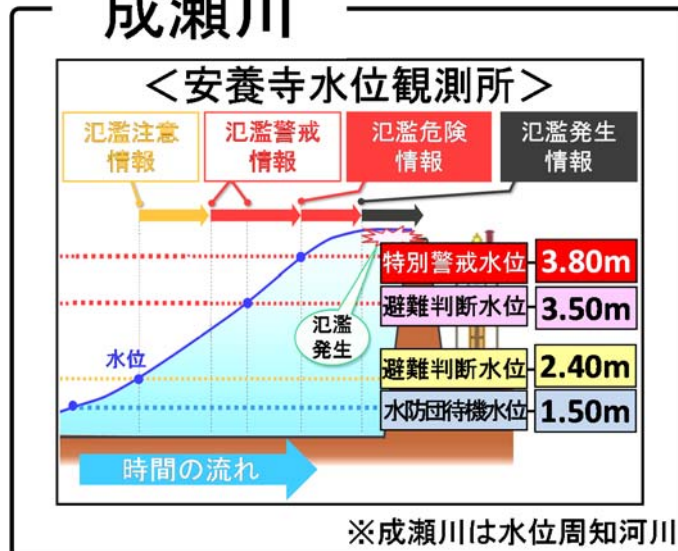 成瀬川
＜安養寺水位観測所＞
氾濫注意
情報
氾濫警戒
情報
氾濫危険
情報
氾濫発生
情報
特別警戒水位
3.80m
避難判断水位
3.50m
氾濫
発生
水位
避難判断水位
2.40m
水防団待機水位
1.50m
時間の流れ
※成瀬川は水位周知河川